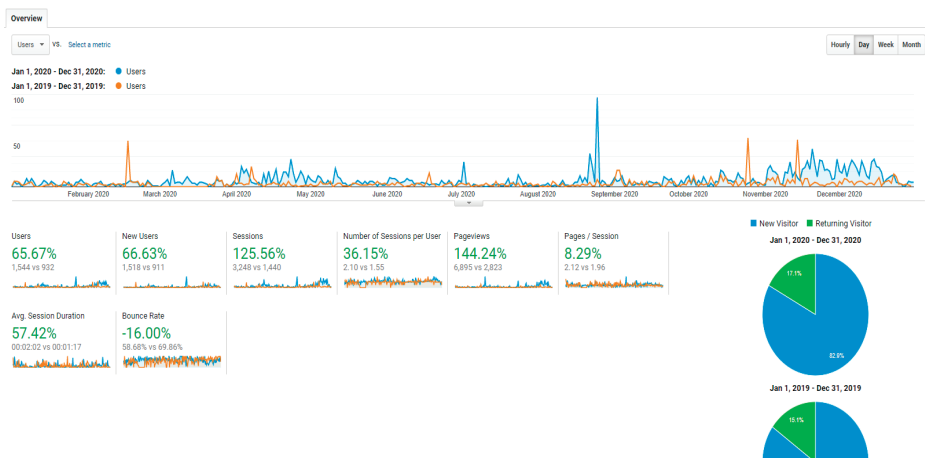 Overview
Users VS. Select a metric
Hourly Day Week Month
Jan 1, 2020 - Dec 31, 2020: Users
Jan 1, 2019 - Dec 31, 2019: Users
100
50
February 2020 March 2020 April 2020 May 2020 June 2020 July 2020 August 2020 September 2020 October 2020 November 2020 December 2020
New Visitor Returning Visitor
Users New Users Sessions Number of Sessions per User Pageviews Pages / Session
65.67% 66.63% 125.56% 36.15% 144.24% 8.29%
1,544 vs 932 1,518 vs 911 3,248 vs 1,440 2.10 vs 1.55 6,895 vs 2,823 2.12 vs 1.96
Avg. Session Duration Bounce Rate
57.42% -16.00%
00:02:02 vs 00:01:17 58.68% vs 69.86%
Jan 1, 2020 - Dec 31, 2020
17.1%
82.9%
Jan 1, 2019 - Dec 31, 2019
15.1%